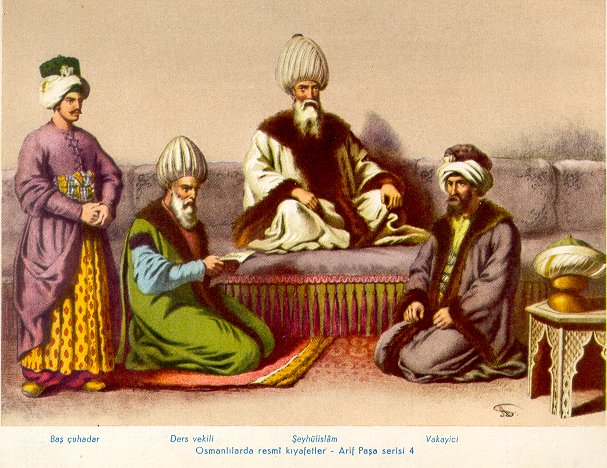 Baş çuhadar Ders vekili Şeyhülislâm Vakayici
Osmanlılarda resmî kıyafetler - Arif Paşa serisi 4